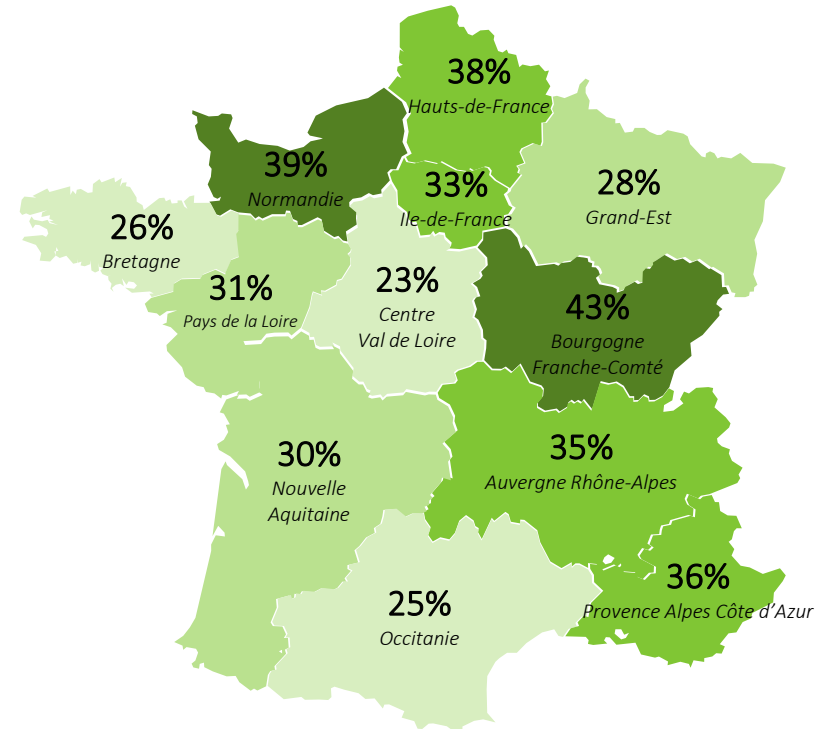 38%
Hauts-de-France
39%
Normandie
33%
Ile-de-France
28%
Grand-Est
26%
Bretagne
31%
Pays de la Loire
23%
Centre
Val de Loire
43%
Bourgogne
Franche-Comté
30%
Nouvelle
Aquitaine
35%
Auvergne Rhône-Alpes
36%
Provence Alpes Côte d’Azur
25%
Occitanie